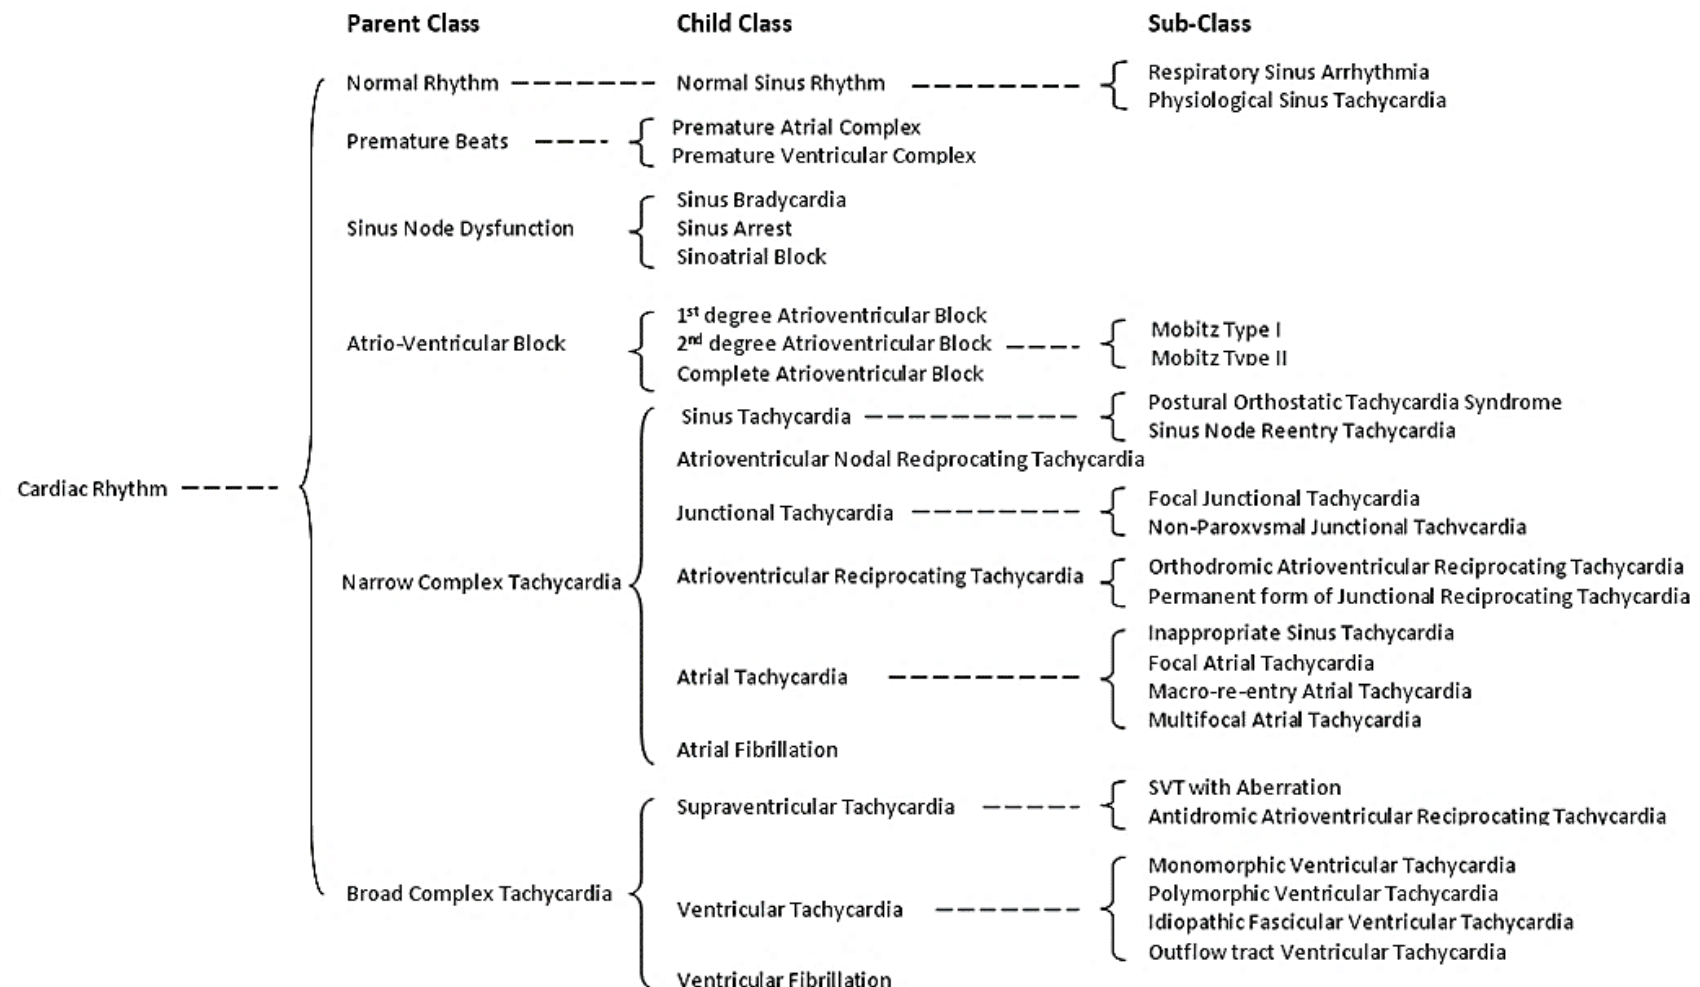 Parent Class
Child Class
Sub-Class
Normal Rhythm
Normal Sinus Rhythm
Respiratory Sinus Arrhythmia
Physiological Sinus Tachycardia
Premature Beats
Premature Atrial Complex
Premature Ventricular Complex
Sinus Node Dysfunction
Sinus Bradycardia
Sinus Arrest
Sinoatrial Block
Atrio-Ventricular Block
1st degree Atrioventricular Block
2nd degree Atrioventricular Block
Complete Atrioventricular Block
Mobitz Type I
Mobitz Type II
Cardiac Rhythm
Narrow Complex Tachycardia
Sinus Tachycardia
Postural Orthostatic Tachycardia Syndrome
Sinus Node Reentry Tachycardia
Atrioventricular Nodal Reciprocating Tachycardia
Junctional Tachycardia
Focal Junctional Tachycardia
Non-Paroxysmal Junctional Tachycardia
Atrioventricular Reciprocating Tachycardia
Orthodromic Atrioventricular Reciprocating Tachycardia
Permanent form of Junctional Reciprocating Tachycardia
Atrial Tachycardia
Inappropriate Sinus Tachycardia
Focal Atrial Tachycardia
Macro-re-entry Atrial Tachycardia
Multifocal Atrial Tachycardia
Atrial Fibrillation
Broad Complex Tachycardia
Supraventricular Tachycardia
SVT with Aberration
Antidromic Atrioventricular Reciprocating Tachycardia
Ventricular Tachycardia
Monomorphic Ventricular Tachycardia
Polymorphic Ventricular Tachycardia
Idiopathic Fascicular Ventricular Tachycardia
Outflow tract Ventricular Tachycardia
Ventricular Fibrillation